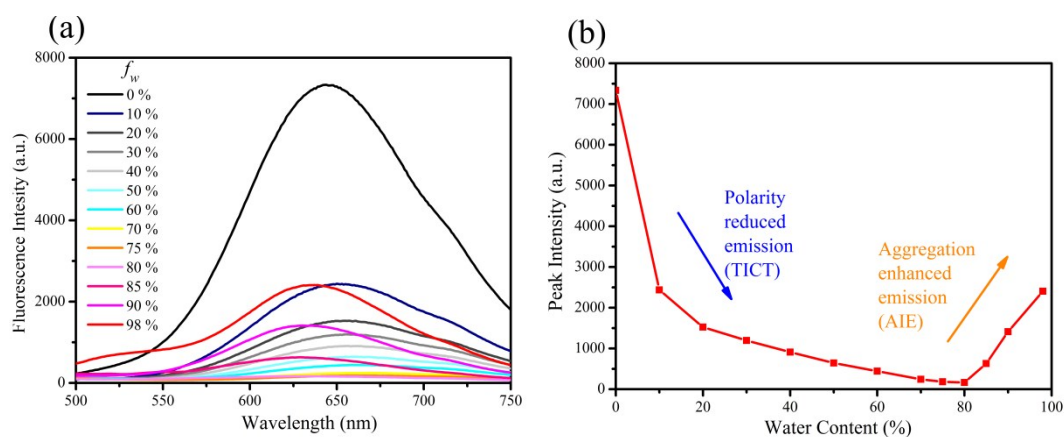 (a)
8000
6000
4000
2000
0
Fluorescence Intesity (a.u.)
f_w
0 %
10 %
20 %
30 %
40 %
50 %
60 %
70 %
75 %
80 %
85 %
90 %
98 %
500
550
600
650
700
750
Wavelength (nm)
(b)
8000
7000
6000
5000
4000
3000
2000
1000
0
Peak Intensity (a.u.)
Polarity
reduced
emission
(TICT)
Aggregation
enhanced
emission
(AIE)
0
20
40
60
80
100
Water Content (%)